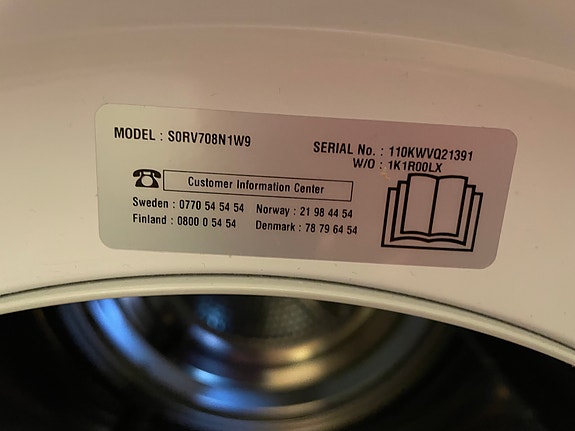 MODEL : S0RV708N1W9
SERIAL No. : 110KWVQ21391
W/O : 1K1R00LX
Customer Information Center
Sweden : 0770 54 54 54 Norway : 21 98 44 54
Finland : 0800 0 54 54 Denmark : 78 79 64 54